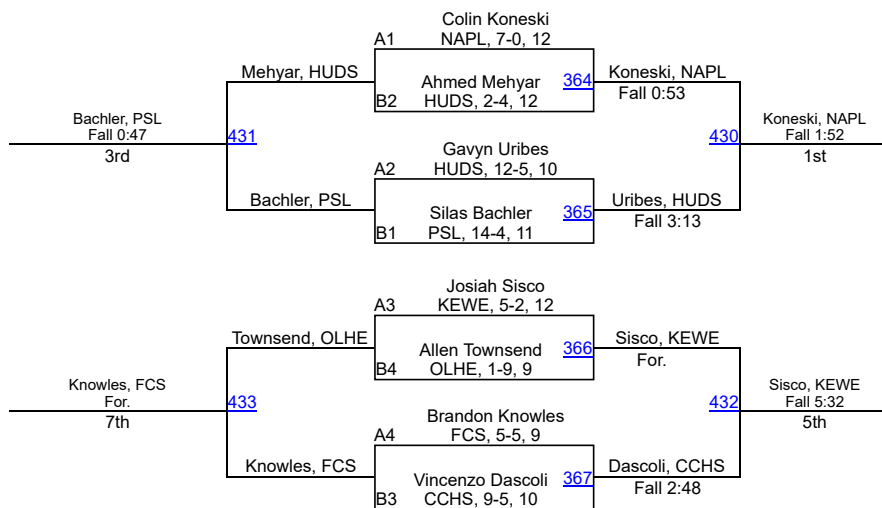 Colin Koneski
A1
NAPL, 7-0, 12
Mehyar, HUDS
Ahmed Mehyar
364
Koneski, NAPL
B2
HUDS, 2-4, 12
Fall 0:53
Bachler, PSL
Fall 0:47
431
3rd
430
Koneski, NAPL
Fall 1:52
1st
Gavyn Uribes
A2
HUDS, 12-5, 10
Bachler, PSL
Silas Bachler
365
Uribes, HUDS
B1
PSL, 14-4, 11
Fall 3:13
Josiah Sisco
A3
KEWE, 5-2, 12
Townsend, OLHE
Allen Townsend
366
Sisco, KEWE
B4
OLHE, 1-9, 9
For.
Knowles, FCS
For.
433
7th
432
Sisco, KEWE
Fall 5:32
5th
Brandon Knowles
A4
FCS, 5-5, 9
Knowles, FCS
Vincenzo Dascoli
367
Dascoli, CCHS
B3
CCHS, 9-5, 10
Fall 2:48